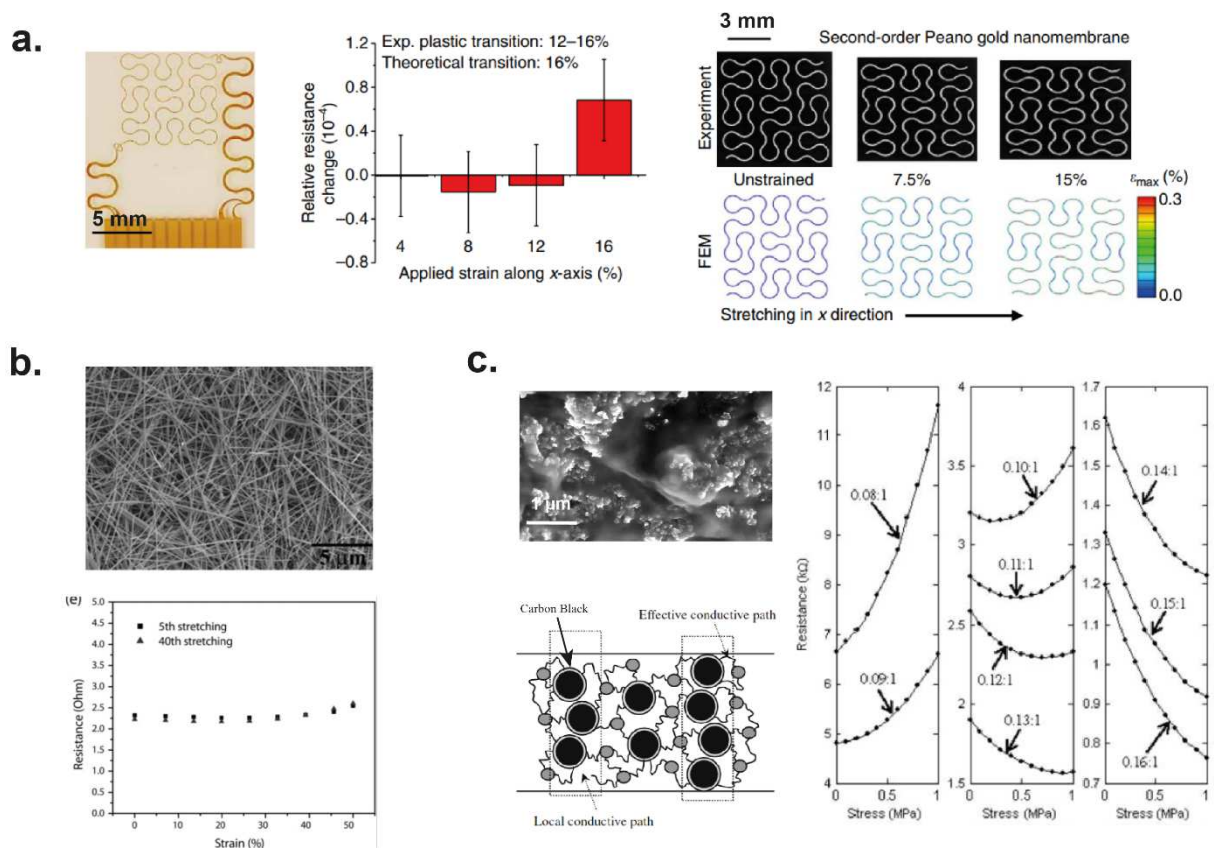 a.
5 mm
Exp. plastic transition: 12–16%
Theoretical transition: 16%
Relative resistance
change (10⁻⁴)
1.2
0.8
0.4
0.0
−0.4
−0.8
4
8
12
16
Applied strain along x-axis (%)
3 mm
Second-order Peano gold nanomembrane
Experiment
Unstrained
7.5%
15%
εmax (%)
0.3
0.0
FEM
Stretching in x direction
b.
5 μm
(e)
5th stretching
40th stretching
Resistance (Ohm)
5.0
4.5
4.0
3.5
3.0
2.5
2.0
1.5
1.0
0.5
0.0
0
10
20
30
40
50
Strain (%)
c.
1 μm
Carbon Black
Effective conductive path
Local conductive path
Resistance (kΩ)
12
11
10
9
8
7
6
5
4
0.08:1
0.09:1
0
0.5
1
Stress (MPa)
4
3.5
3
2.5
2
1.5
0.10:1
0.11:1
0.12:1
0.13:1
0
0.5
1
Stress (MPa)
1.7
1.6
1.5
1.4
1.3
1.2
1.1
1
0.9
0.8
0.7
0.14:1
0.15:1
0.16:1
0
0.5
1
Stress (MPa)